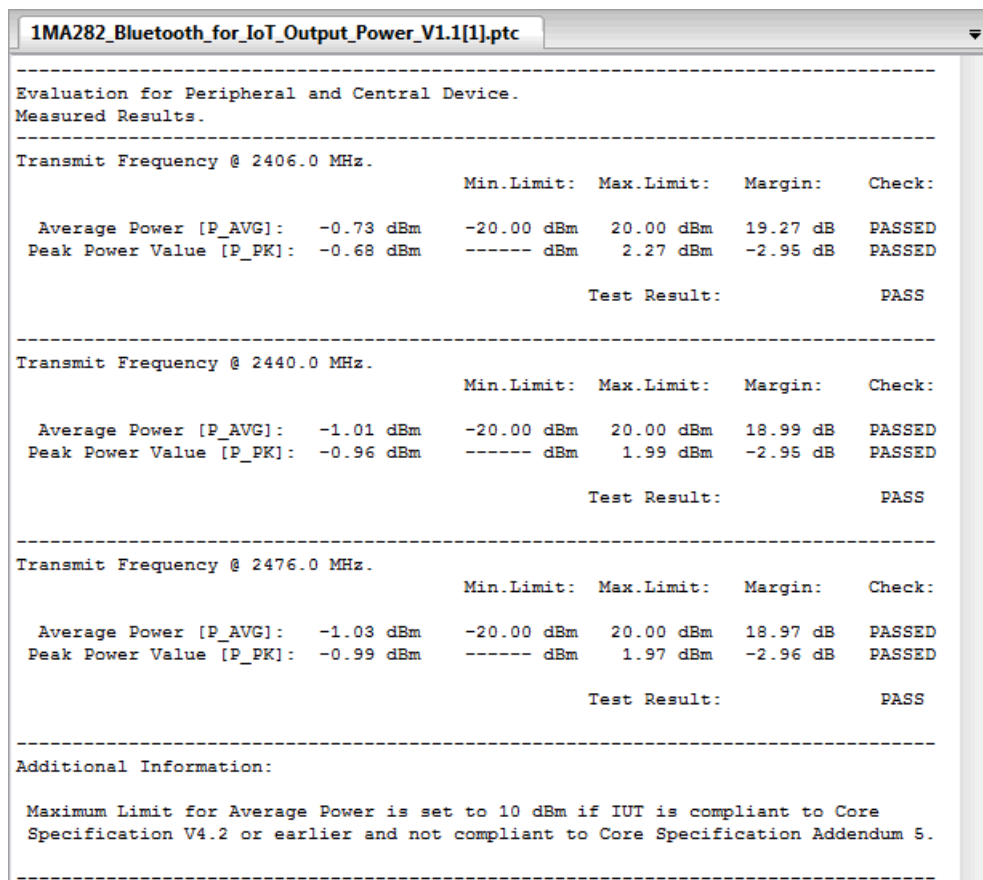 1MA282_Bluetooth_for_IoT_Output_Power_V1.1[1].ptc
--------------------------------------------------------------------------------
Evaluation for Peripheral and Central Device.
Measured Results.
--------------------------------------------------------------------------------
Transmit Frequency @ 2406.0 MHz.
Min.Limit: Max.Limit: Margin: Check:
Average Power [P_AVG]: -0.73 dBm -20.00 dBm 20.00 dBm 19.27 dB PASSED
Peak Power Value [P_PK]: -0.68 dBm ------ dBm 2.27 dBm -2.95 dB PASSED
Test Result: PASS
--------------------------------------------------------------------------------
Transmit Frequency @ 2440.0 MHz.
Min.Limit: Max.Limit: Margin: Check:
Average Power [P_AVG]: -1.01 dBm -20.00 dBm 20.00 dBm 18.99 dB PASSED
Peak Power Value [P_PK]: -0.96 dBm ------ dBm 1.99 dBm -2.95 dB PASSED
Test Result: PASS
--------------------------------------------------------------------------------
Transmit Frequency @ 2476.0 MHz.
Min.Limit: Max.Limit: Margin: Check:
Average Power [P_AVG]: -1.03 dBm -20.00 dBm 20.00 dBm 18.97 dB PASSED
Peak Power Value [P_PK]: -0.99 dBm ------ dBm 1.97 dBm -2.96 dB PASSED
Test Result: PASS
--------------------------------------------------------------------------------
Additional Information:
Maximum Limit for Average Power is set to 10 dBm if IUT is compliant to Core
Specification V4.2 or earlier and not compliant to Core Specification Addendum 5.
--------------------------------------------------------------------------------